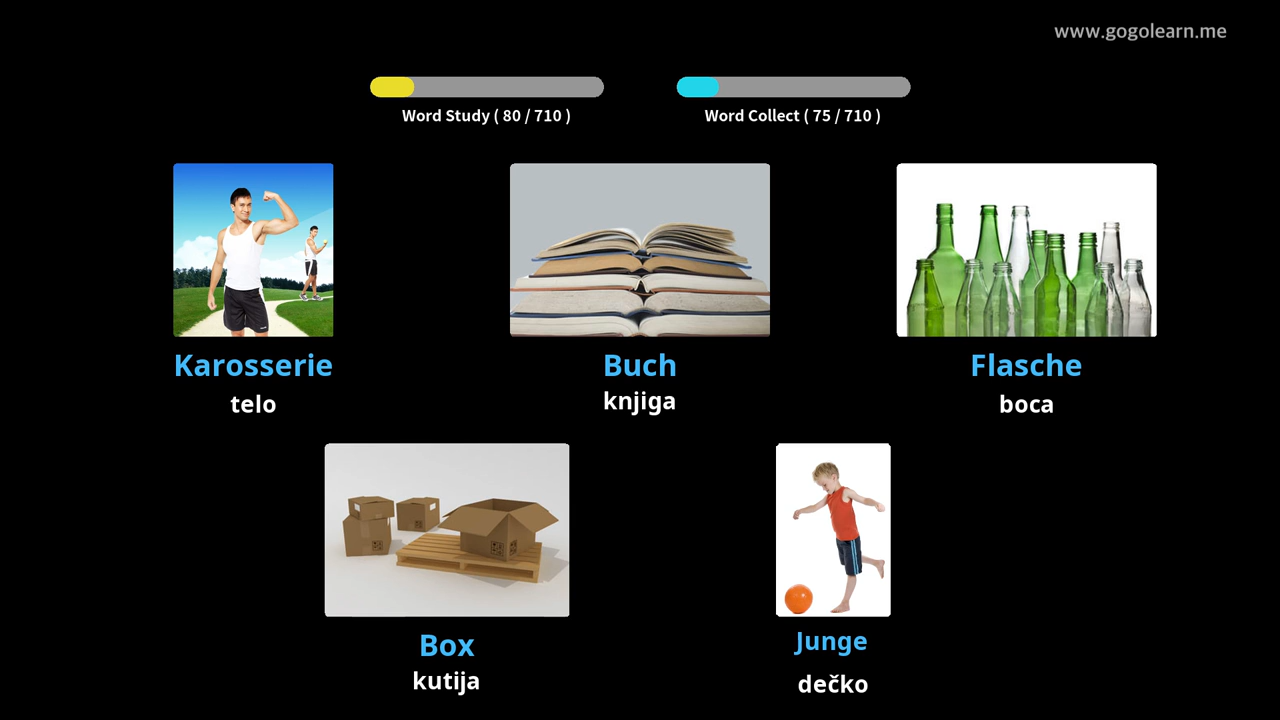 www.gogolearn.me
Word Study ( 80 / 710 )
Word Collect ( 75 / 710 )
Karosserie
telo
Buch
knjiga
Flasche
boca
Box
kutija
Junge
dečko